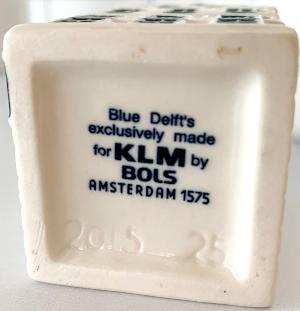 Blue Delft's
exclusively made
for KLM by
BOLS
AMSTERDAM 1575
2015 25